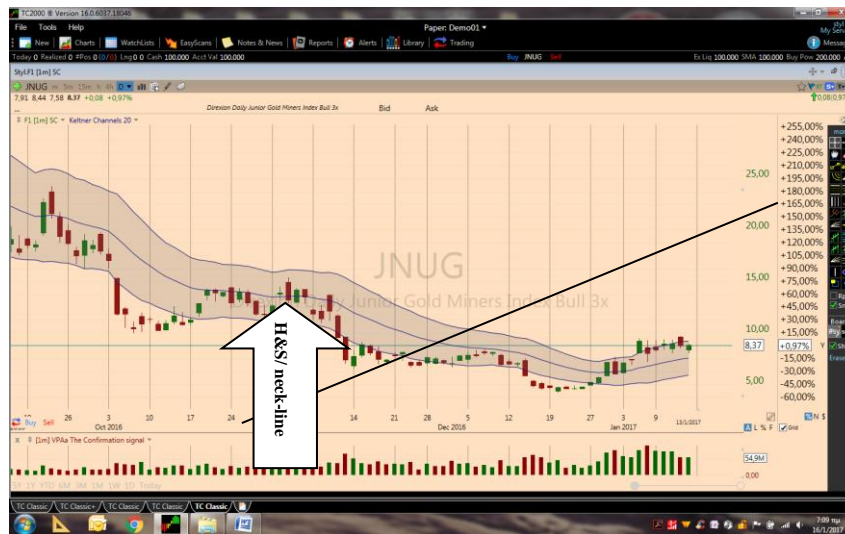 TC2000 ® Version 16.0.6037.18046
File Tools Help Paper: Demo01
New Charts WatchLists EasyScans Notes & News Reports Alerts Library Trading
Today 0 Realized 0 #Pos 0 (0/0) Lng 0 0 Cash 100.000 Acct Val 100.000 Buy JNUG Sell Ex Liq 100.000 SMA 100.000 Buy Pow 200.000
Styl.F1 [1m] SC
JNUG w 5m 15m h 4h D
7,91 8,44 7,58 8.37 +0,08 +0,97%
Direxion Daily Junior Gold Miners Index Bull 3x Bid Ask
F1 [1m] SC Keltner Channels 20
JNUG
Junior Gold Miners Index Bull 3x
H&S/ neck-line
+255,00%
+240,00%
+225,00%
+210,00%
+195,00%
+180,00%
+165,00%
+150,00%
+135,00%
+120,00%
+105,00%
+90,00%
+75,00%
+60,00%
+45,00%
+30,00%
+15,00%
+0,97%
-15,00%
-30,00%
-45,00%
-60,00%
25,00
20,00
15,00
10,00
8,37
5,00
Buy Sell
26 3 10 17 24 14 21 28 5 12 19 27 3 9 13/1/2017
Oct 2016 Dec 2016 Jan 2017
A L % F Grid
X [1m] VPAa The Confirmation signal
54,9M
0,00
5Y 1Y YTD 6M 3M 1M 1W 1D Today
TC Classic TC Classic+ TC Classic TC Classic TC Classic
7:09 πμ
16/1/2017